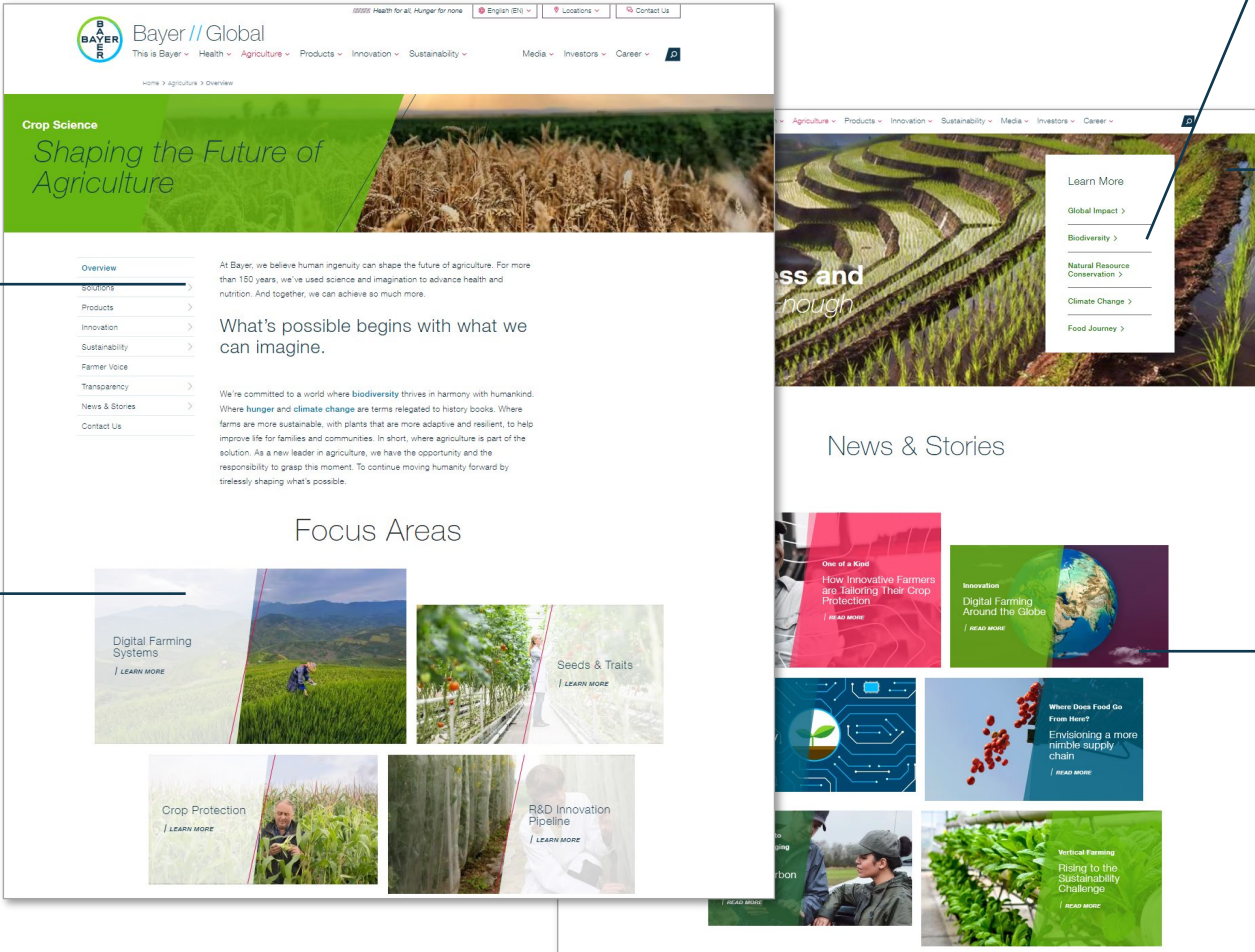 Health for all, Hunger for none
English (EN)
Locations
Contact Us
BAYER
BAYER
Bayer // Global
This is Bayer Health Agriculture Products Innovation Sustainability Media Investors Career
Home > Agriculture > Overview
Crop Science
Shaping the Future of
Agriculture
Overview
Solutions
Products
Innovation
Sustainability
Farmer Voice
Transparency
News & Stories
Contact Us
At Bayer, we believe human ingenuity can shape the future of agriculture. For more
than 150 years, we've used science and imagination to advance health and
nutrition. And together, we can achieve so much more.
What's possible begins with what we
can imagine.
We're committed to a world where biodiversity thrives in harmony with humankind.
Where hunger and climate change are terms relegated to history books. Where
farms are more sustainable, with plants that are more adaptive and resilient, to help
improve life for families and communities. In short, where agriculture is part of the
solution. As a new leader in agriculture, we have the opportunity and the
responsibility to grasp this moment. To continue moving humanity forward by
tirelessly shaping what's possible.
Focus Areas
Digital Farming
Systems
/ LEARN MORE
Seeds & Traits
/ LEARN MORE
Crop Protection
/ LEARN MORE
R&D Innovation
Pipeline
/ LEARN MORE
Agriculture Products Innovation Sustainability Media Investors Career
ess and
nough
Learn More
Global Impact >
Biodiversity >
Natural Resource
Conservation >
Climate Change >
Food Journey >
News & Stories
One of a Kind
How Innovative Farmers
are Tailoring Their Crop
Protection
/ READ MORE
Innovation
Digital Farming
Around the Globe
/ READ MORE
Where Does Food Go
From Here?
Envisioning a more
nimble supply
chain
/ READ MORE
to
ging
rbon
/ READ MORE
Vertical Farming
Rising to the
Sustainability
Challenge
/ READ MORE